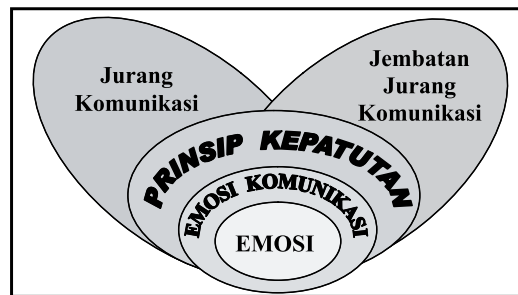 Jurang
Komunikasi
Jembatan
Jurang
Komunikasi
PRINSIP KEPATUTAN
EMOSI KOMUNIKASI
EMOSI